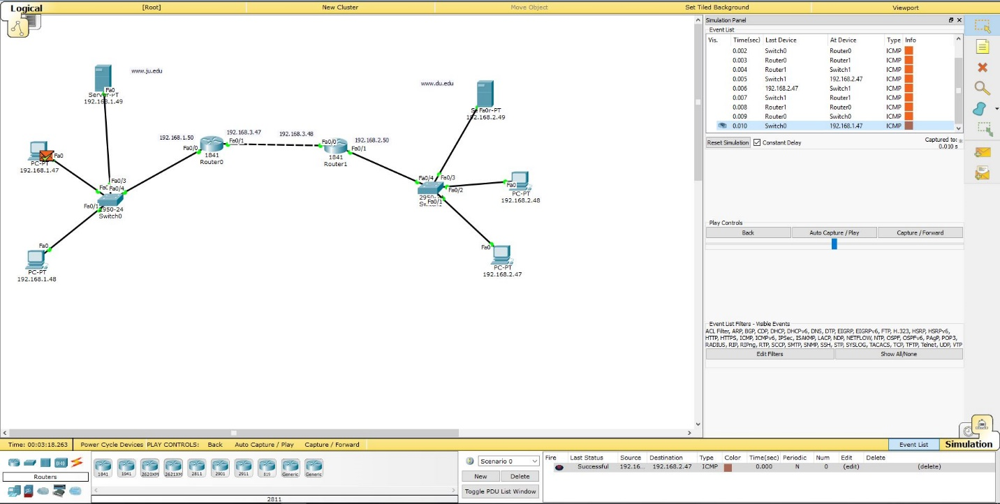 Logical [Root] New Cluster Move Object Set Tiled Background Viewport
www.ju.edu
Fa0
Server-PT
192.168.1.49
Fa0
PC-PT
192.168.1.47
192.168.1.50
Fa0/0
192.168.3.47
Fa0/1
1841
Router0
192.168.3.48
Fa0/0
192.168.2.50
Fa0/1
1841
Router1
Fa0/3
Fa0/4
Fa0/1
2950-24
Switch0
Fa0
PC-PT
192.168.1.48
www.du.edu
Fa0
192.168.2.49
Fa0/4 Fa0/3
Fa0/2
Fa0/1
Fa0
PC-PT
192.168.2.48
Fa0
PC-PT
192.168.2.47
Simulation Panel
Event List
Vis. Time(sec) Last Device At Device Type Info
0.002 Switch0 Router0 ICMP
0.003 Router0 Router1 ICMP
0.004 Router1 Switch1 ICMP
0.005 Switch1 192.168.2.47 ICMP
0.006 192.168.2.47 Switch1 ICMP
0.007 Switch1 Router1 ICMP
0.008 Router1 Router0 ICMP
0.009 Router0 Switch0 ICMP
0.010 Switch0 192.168.1.47 ICMP
Reset Simulation Constant Delay Captured to: *
0.010 s
Play Controls
Back Auto Capture / Play Capture / Forward
Event List Filters - Visible Events
ACL Filter, ARP, BGP, CDP, DHCP, DHCPv6, DNS, DTP, EIGRP, EIGRPv6, FTP, H.323, HSRP, HSRPv6,
HTTP, HTTPS, ICMP, ICMPv6, IPSec, ISAKMP, LACP, NDP, NETFLOW, NTP, OSPF, OSPFv6, PAgP, POP3,
RADIUS, RIP, RIPng, RTP, SCCP, SMTP, SNMP, SSH, STP, SYSLOG, TACACS, TCP, TFTP, Telnet, UDP, VTP
Edit Filters Show All/None
Time: 00:03:18.263 Power Cycle Devices PLAY CONTROLS: Back Auto Capture / Play Capture / Forward Event List Simulation
Routers
1841 1941 2620XM 2621XM 2811 2901 2911 819 Generic Generic
2811
Scenario 0
New Delete
Toggle PDU List Window
Fire Last Status Source Destination Type Color Time(sec) Periodic Num Edit Delete
Successful 192.16... 192.168.2.47 ICMP 0.000 N 0 (edit) (delete)